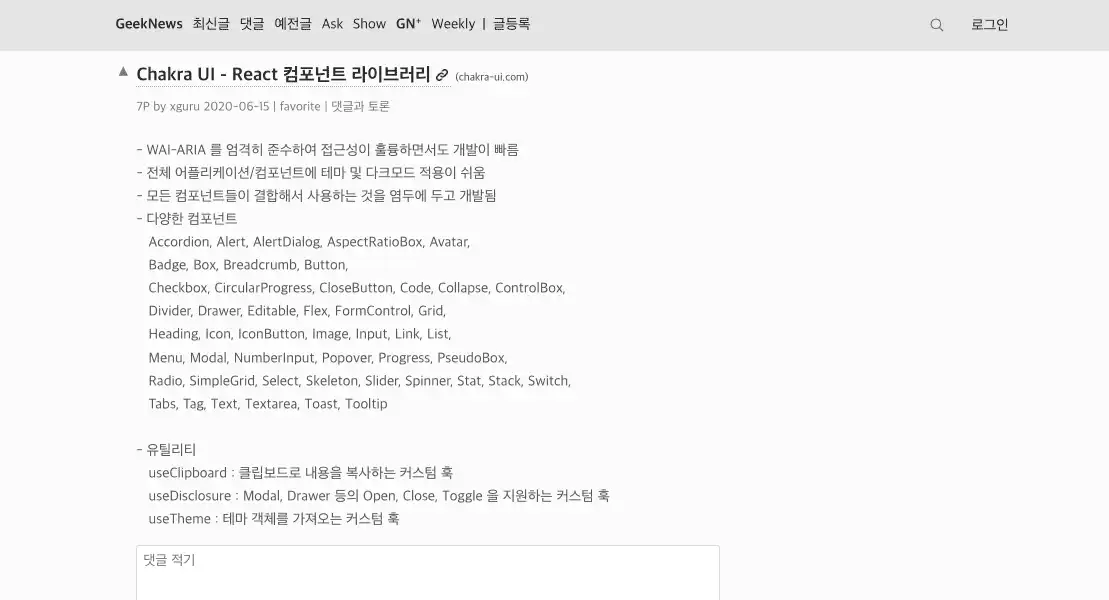 GeekNews 최신글 댓글 예전글 Ask Show GN⁺ Weekly | 글등록 로그인
▲ Chakra UI - React 컴포넌트 라이브러리 (chakra-ui.com)
7P by xguru 2020-06-15 | favorite | 댓글과 토론
- WAI-ARIA 를 엄격히 준수하여 접근성이 훌륭하면서도 개발이 빠름
- 전체 어플리케이션/컴포넌트에 테마 및 다크모드 적용이 쉬움
- 모든 컴포넌트들이 결합해서 사용하는 것을 염두에 두고 개발됨
- 다양한 컴포넌트
Accordion, Alert, AlertDialog, AspectRatioBox, Avatar,
Badge, Box, Breadcrumb, Button,
Checkbox, CircularProgress, CloseButton, Code, Collapse, ControlBox,
Divider, Drawer, Editable, Flex, FormControl, Grid,
Heading, Icon, IconButton, Image, Input, Link, List,
Menu, Modal, NumberInput, Popover, Progress, PseudoBox,
Radio, SimpleGrid, Select, Skeleton, Slider, Spinner, Stat, Stack, Switch,
Tabs, Tag, Text, Textarea, Toast, Tooltip
- 유틸리티
useClipboard : 클립보드로 내용을 복사하는 커스텀 훅
useDisclosure : Modal, Drawer 등의 Open, Close, Toggle 을 지원하는 커스텀 훅
useTheme : 테마 객체를 가져오는 커스텀 훅
댓글 적기